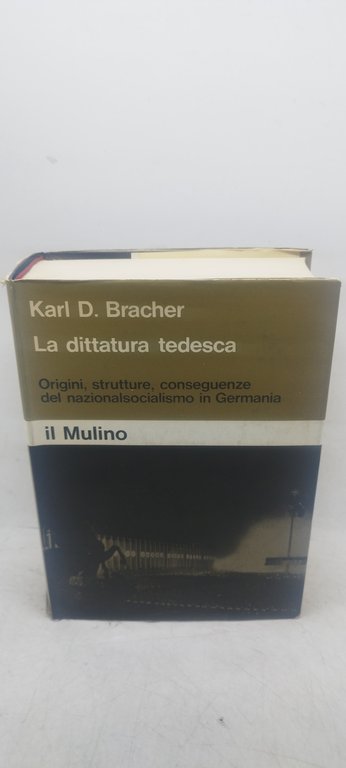 Karl D. Bracher
La dittatura tedesca
Origini, strutture, conseguenze
del nazionalsocialismo in Germania
il Mulino